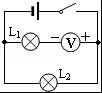 L₁ − V +
L₂